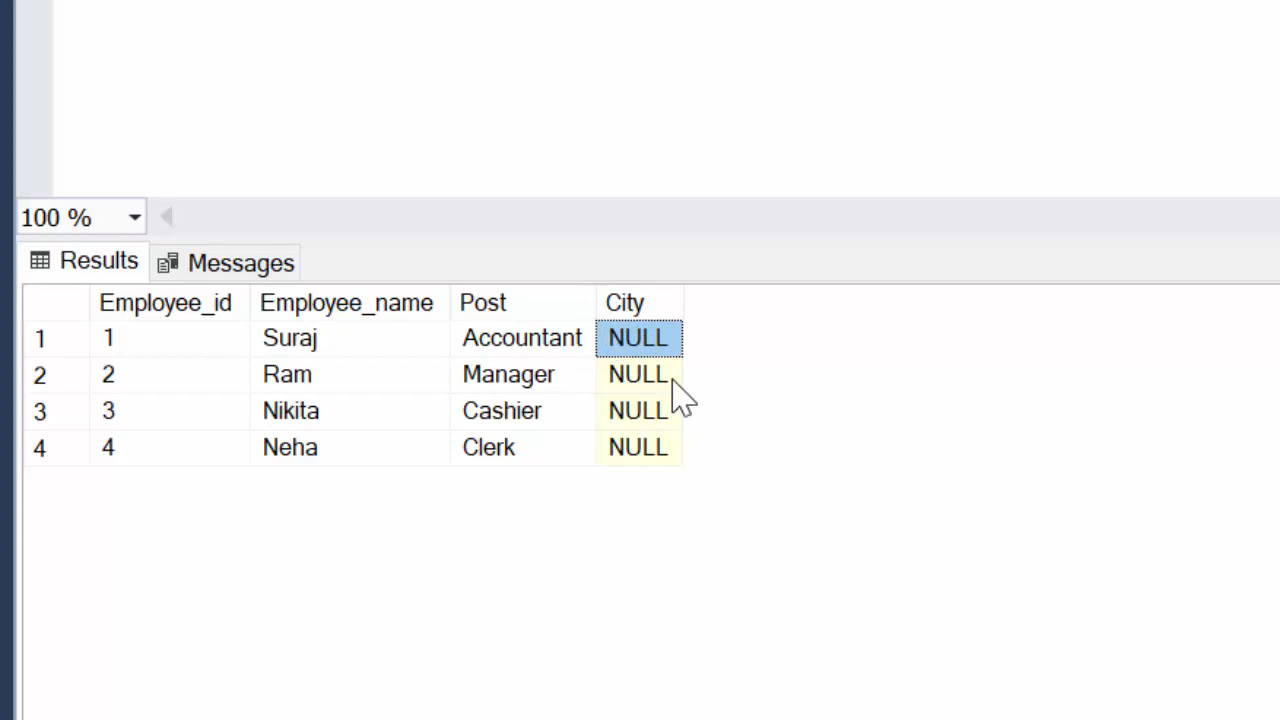 100 %
Results Messages
Employee_id Employee_name Post City
1 1 Suraj Accountant NULL
2 2 Ram Manager NULL
3 3 Nikita Cashier NULL
4 4 Neha Clerk NULL